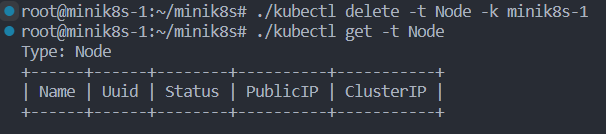 root@minik8s-1:~/minik8s# ./kubectl delete -t Node -k minik8s-1
root@minik8s-1:~/minik8s# ./kubectl get -t Node
Type: Node
+------+------+--------+----------+-----------+
| Name | Uuid | Status | PublicIP | ClusterIP |
+------+------+--------+----------+-----------+